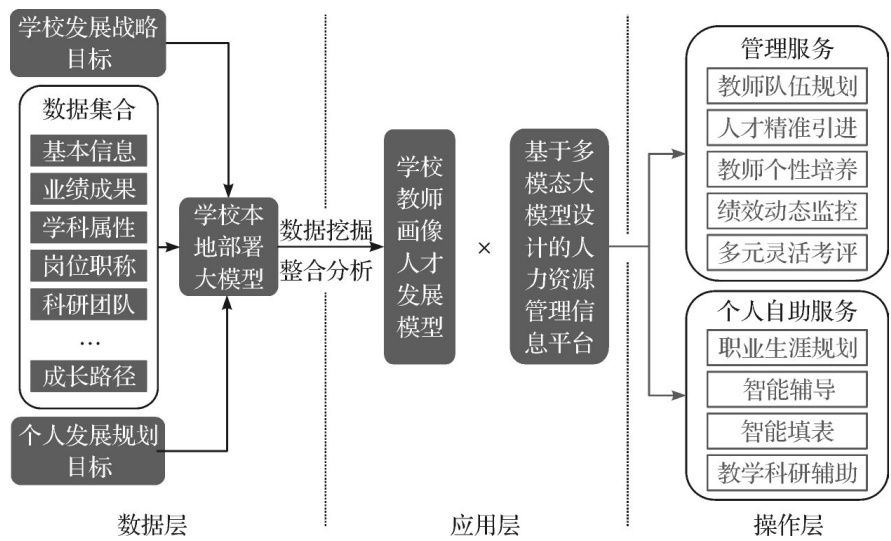 学校发展战略
目标
数据集合
基本信息
业绩成果
学科属性
岗位职称
科研团队
…
成长路径
个人发展规划
目标
学校本
地部署
大模型
数据挖掘
整合分析
学校
教师
画像
人才
发展
模型
×
基于多
模态大
模型设
计的人
力资源
管理信
息平台
管理服务
教师队伍规划
人才精准引进
教师个性培养
绩效动态监控
多元灵活考评
个人自助服务
职业生涯规划
智能辅导
智能填表
教学科研辅助
数据层
应用层
操作层